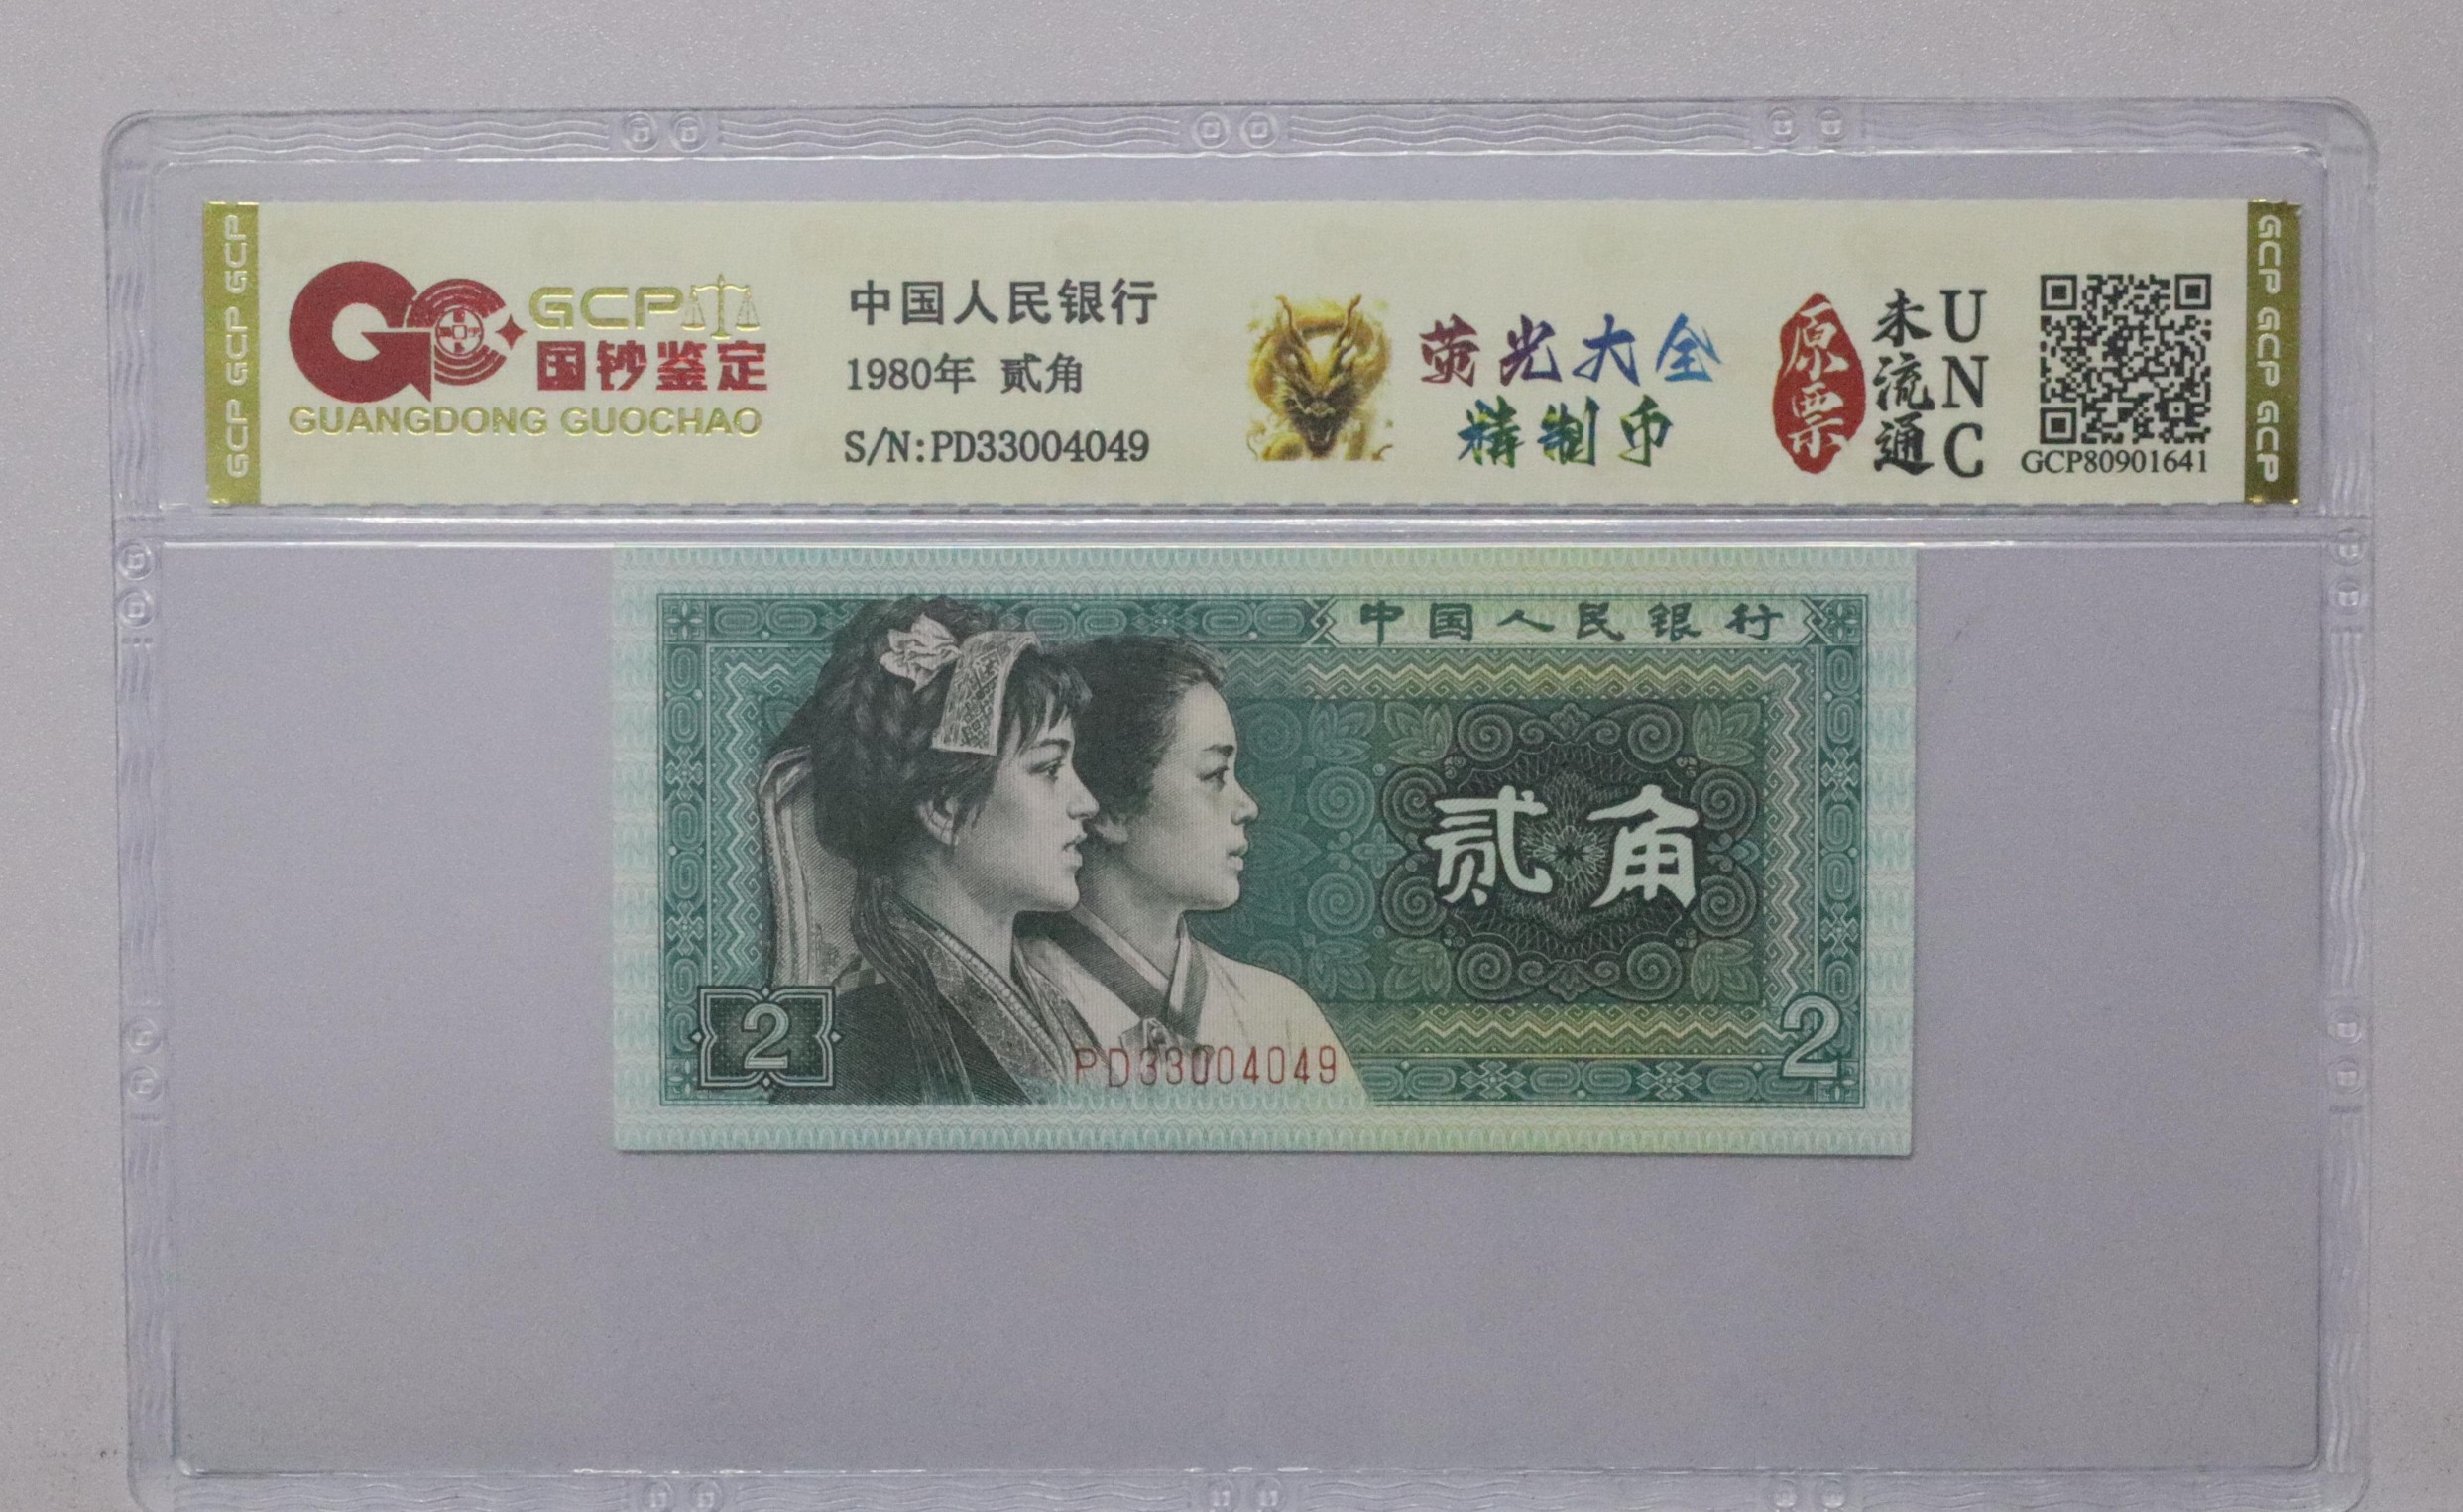 GCP GCP GCP
GCP
国钞鉴定
GUANGDONG GUOCHAO
中国人民银行
1980年 贰角
S/N:PD33004049
荧光大全
精制币
原票
未流通
UNC
GCP80901641
GCP GCP GCP
中国人民银行
贰角
2
PD33004049
2